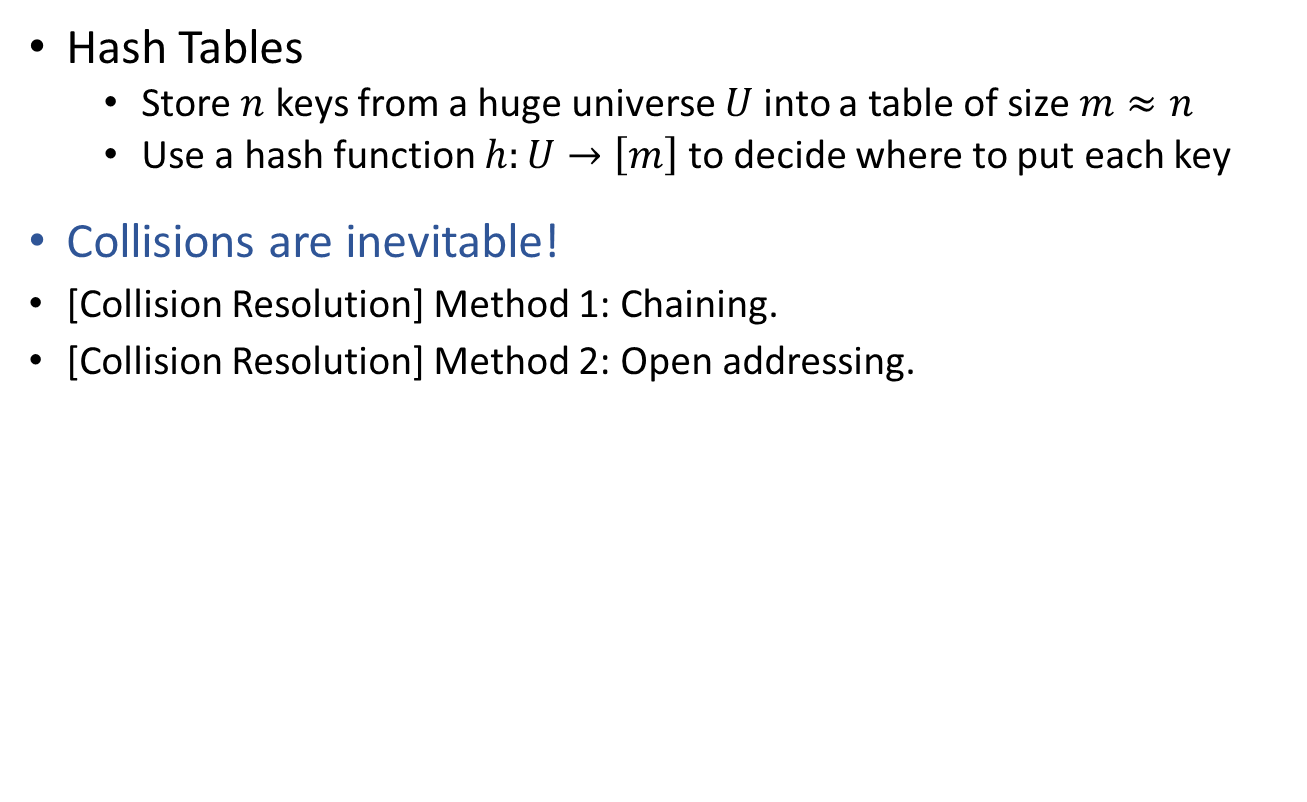 • Hash Tables
• Store n keys from a huge universe U into a table of size m ≈ n
• Use a hash function h: U → [m] to decide where to put each key
• Collisions are inevitable!
• [Collision Resolution] Method 1: Chaining.
• [Collision Resolution] Method 2: Open addressing.